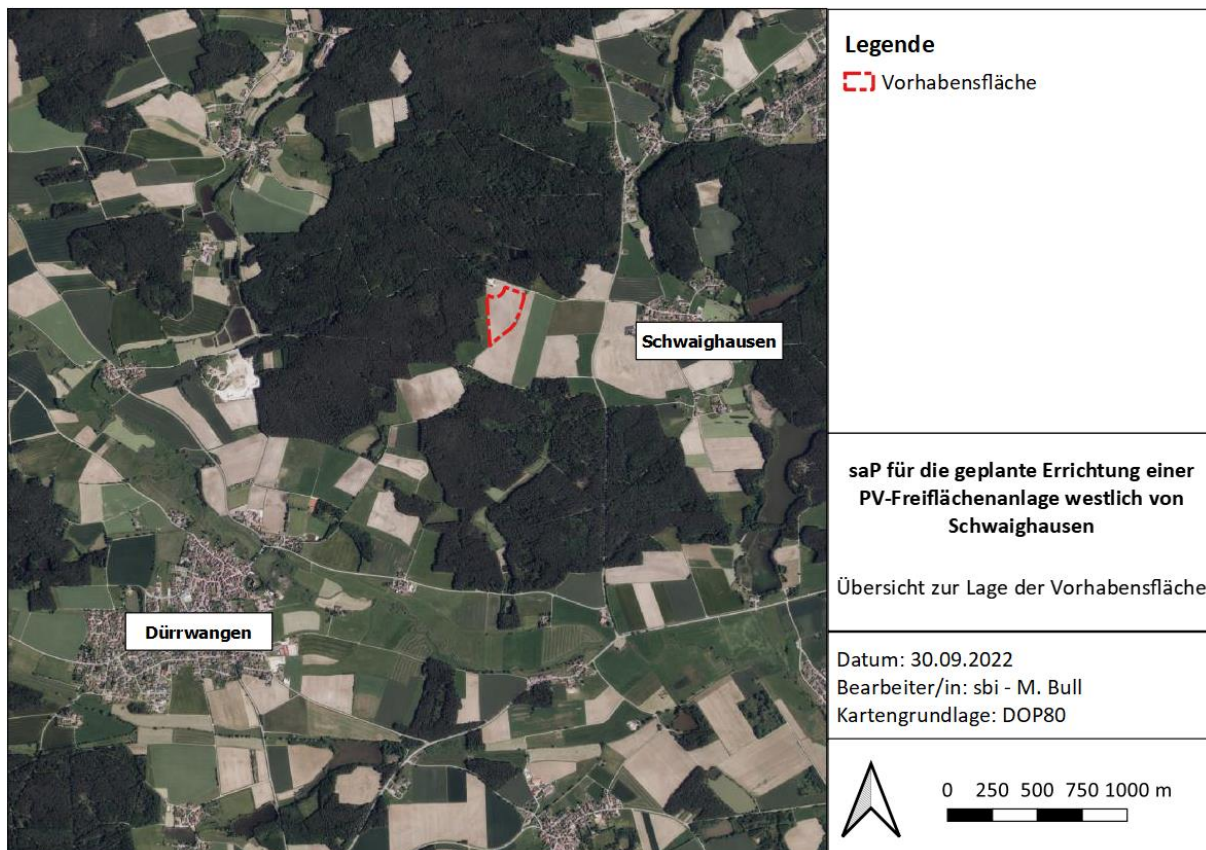 Legende
Vorhabensfläche
Schwaighausen
Dürrwangen
saP für die geplante Errichtung einer
PV-Freiflächenanlage westlich von
Schwaighausen
Übersicht zur Lage der Vorhabensfläche
Datum: 30.09.2022
Bearbeiter/in: sbi - M. Bull
Kartengrundlage: DOP80
0 250 500 750 1000 m